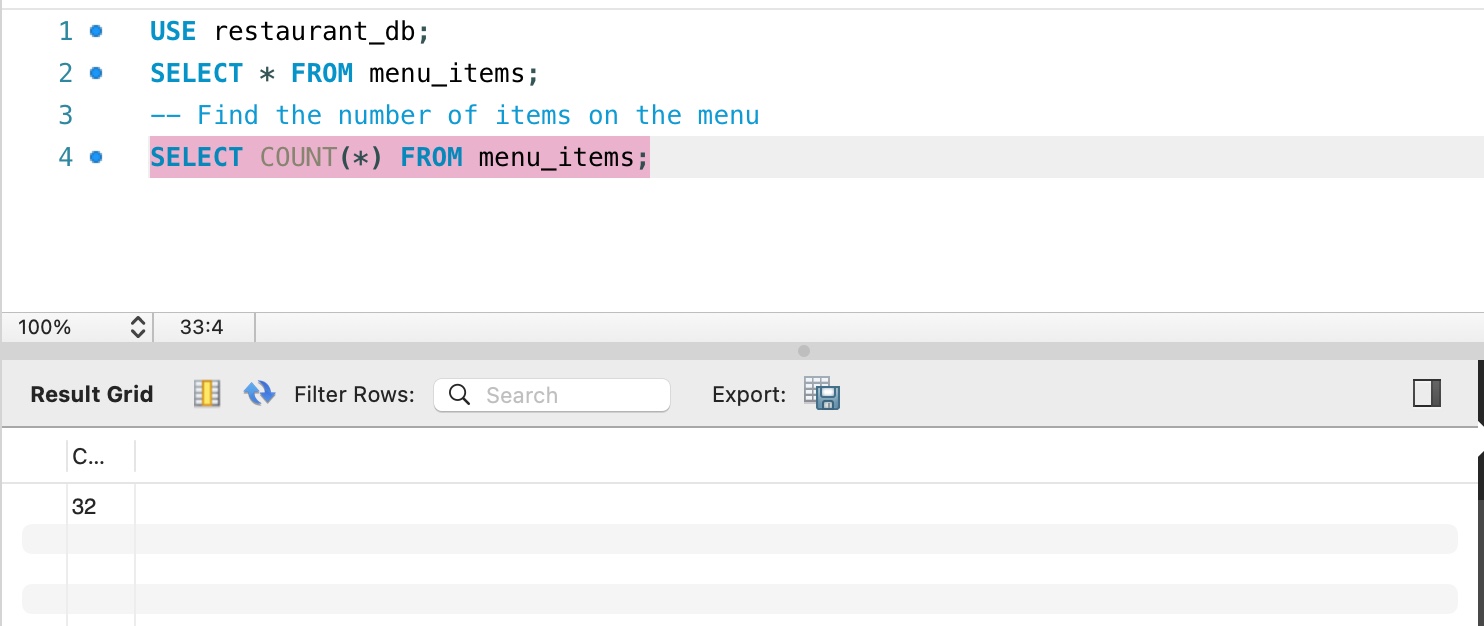 1 USE restaurant_db;
2 SELECT * FROM menu_items;
3 -- Find the number of items on the menu
4 SELECT COUNT(*) FROM menu_items;
100% 33:4
Result Grid Filter Rows: Search Export:
C...
32